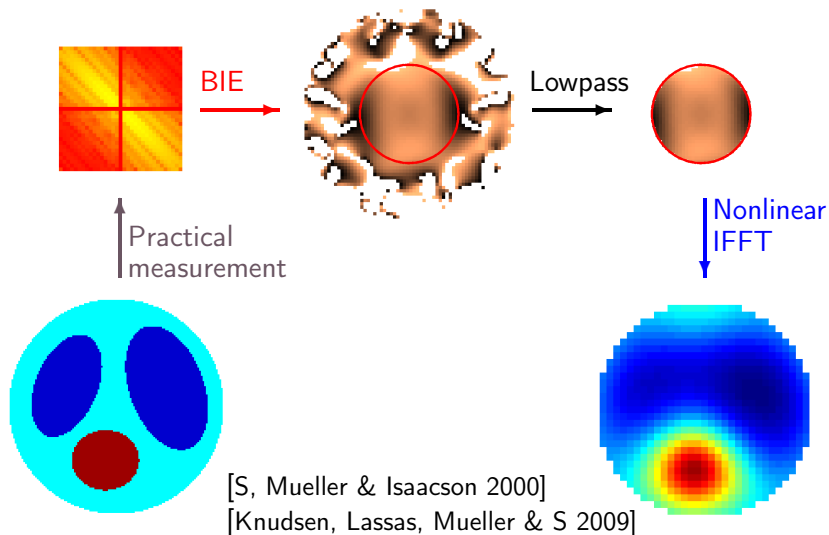 BIE
Lowpass
Practical
measurement
Nonlinear
IFFT
[S, Mueller & Isaacson 2000]
[Knudsen, Lassas, Mueller & S 2009]